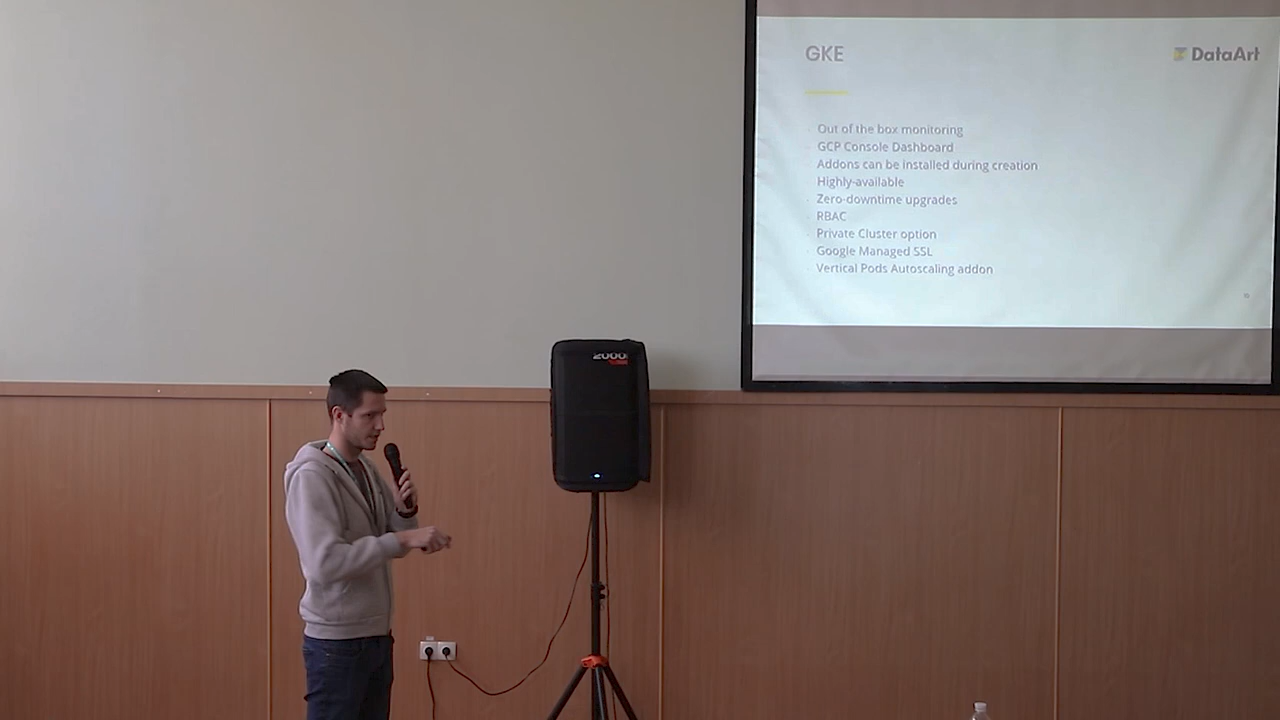 GKE
DataArt
Out of the box monitoring
GCP Console Dashboard
Addons can be installed during creation
Highly-available
Zero-downtime upgrades
RBAC
Private Cluster option
Google Managed SSL
Vertical Pods Autoscaling addon
2000